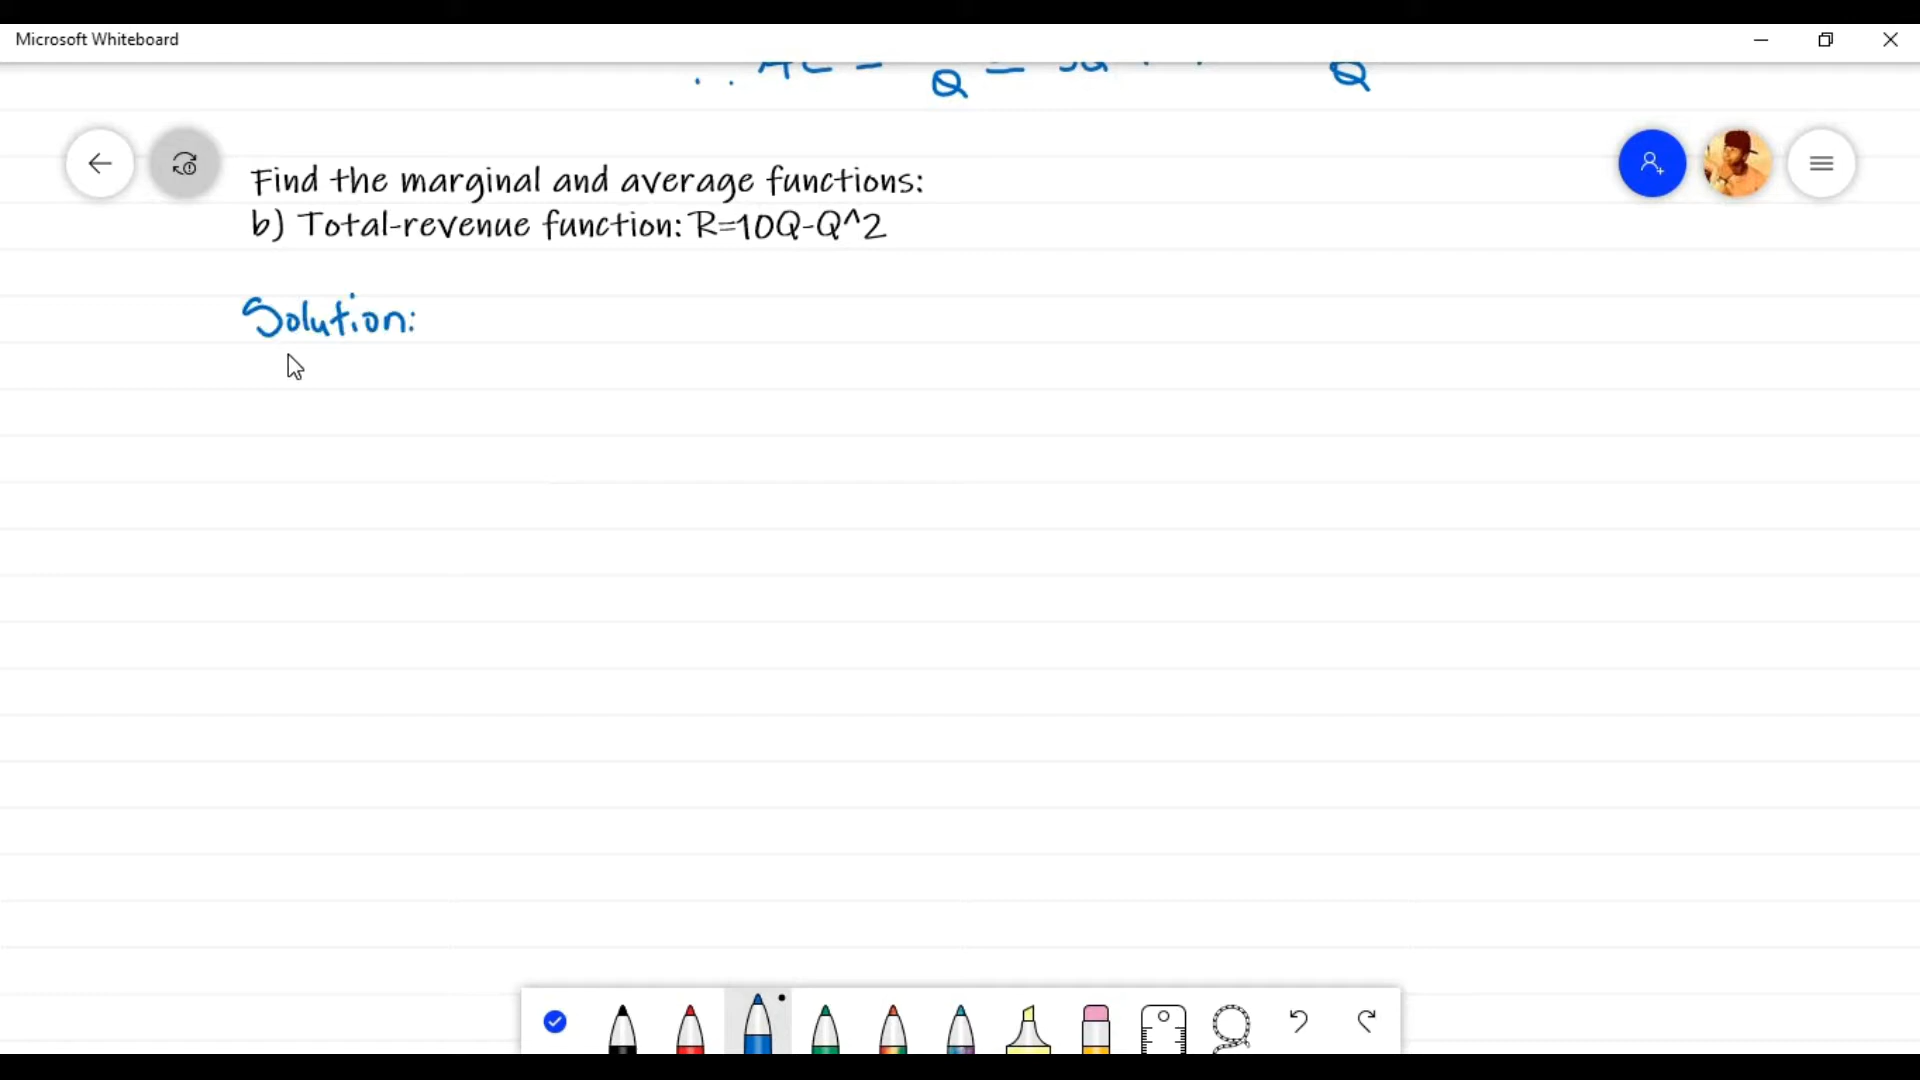 Microsoft Whiteboard
Q Q
Find the marginal and average functions:
b) Total-revenue function: R=10Q-Q^2
Solution: